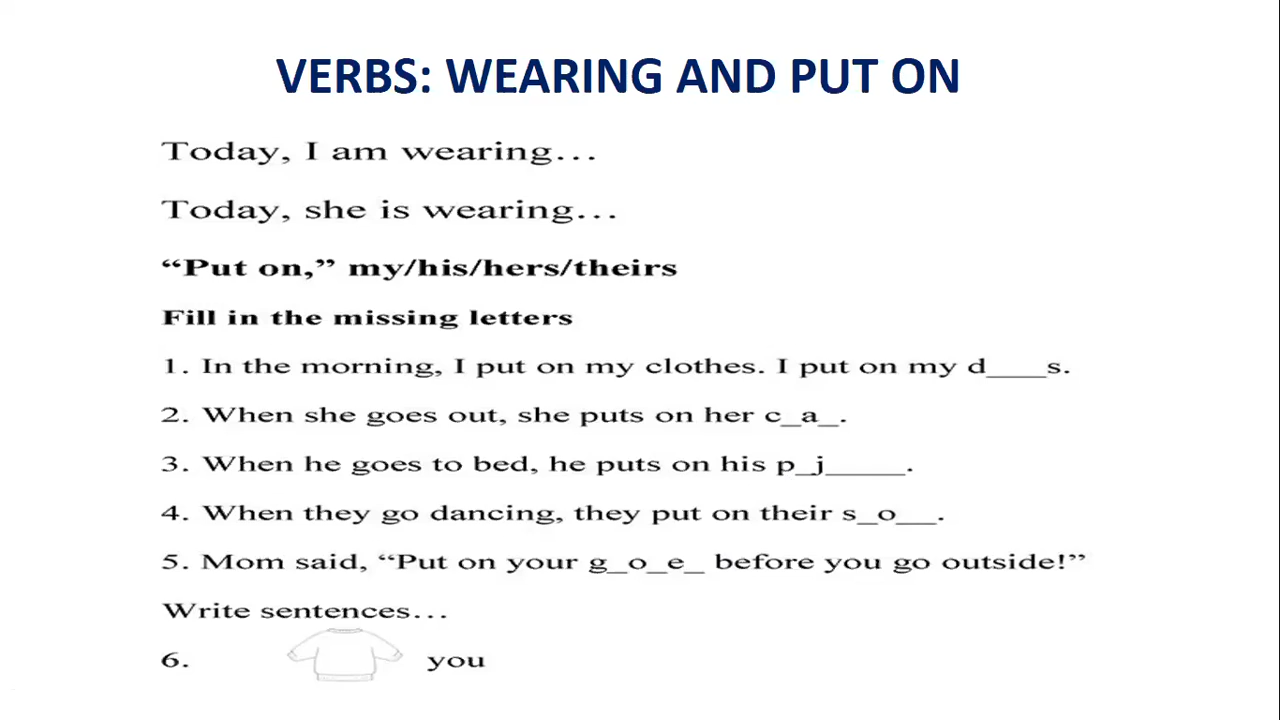 VERBS: WEARING AND PUT ON
Today, I am wearing…
Today, she is wearing…
“Put on,” my/his/hers/theirs
Fill in the missing letters
1. In the morning, I put on my clothes. I put on my d____s.
2. When she goes out, she puts on her c_a_.
3. When he goes to bed, he puts on his p_j_____.
4. When they go dancing, they put on their s_o__.
5. Mom said, “Put on your g_o_e_ before you go outside!”
Write sentences…
6. you